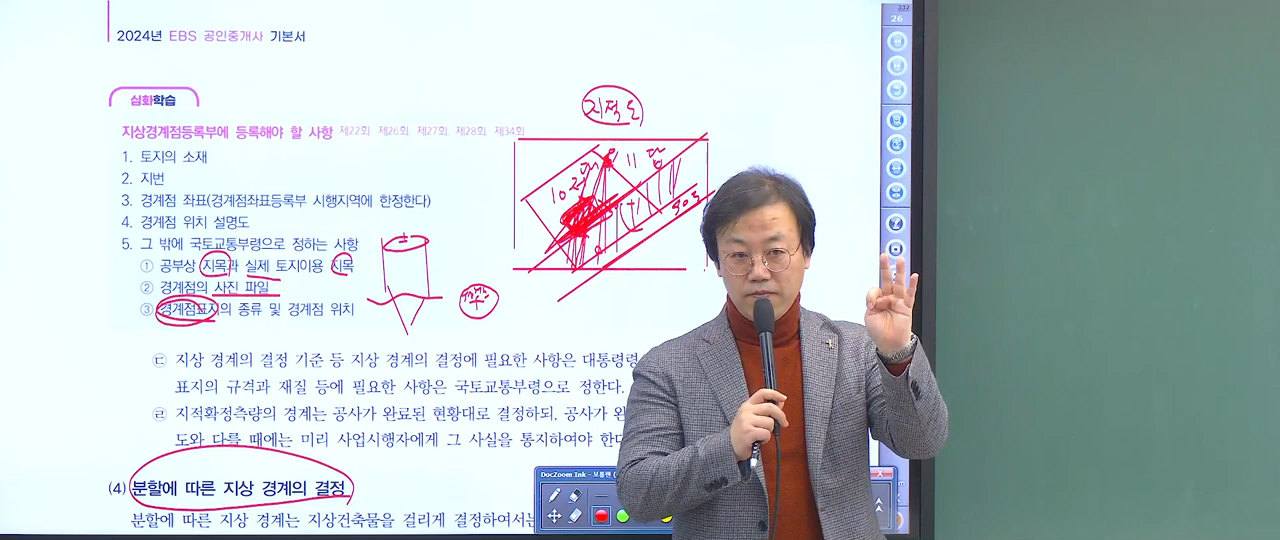 332
26
2024년 EBS 공인중개사 기본서
심화학습
지상경계점등록부에 등록해야 할 사항 제22회 제26회 제27회 제28회 제34회
1. 토지의 소재
2. 지번
3. 경계점 좌표(경계점좌표등록부 시행지역에 한정한다)
4. 경계점 위치 설명도
5. 그 밖에 국토교통부령으로 정하는 사항
① 공부상 지목과 실제 토지이용 지목
② 경계점의 사진 파일
③ 경계점표지의 종류 및 경계점 위치
지적도
10
11 답
㉢ 지상 경계의 결정 기준 등 지상 경계의 결정에 필요한 사항은 대통령령
표지의 규격과 재질 등에 필요한 사항은 국토교통부령으로 정한다.
㉣ 지적확정측량의 경계는 공사가 완료된 현황대로 결정하되, 공사가 완
도와 다를 때에는 미리 사업시행자에게 그 사실을 통지하여야 한다
(4) 분할에 따른 지상 경계의 결정
분할에 따른 지상 경계는 지상건축물을 걸리게 결정하여서는
DocZoom Ink - 보통펜